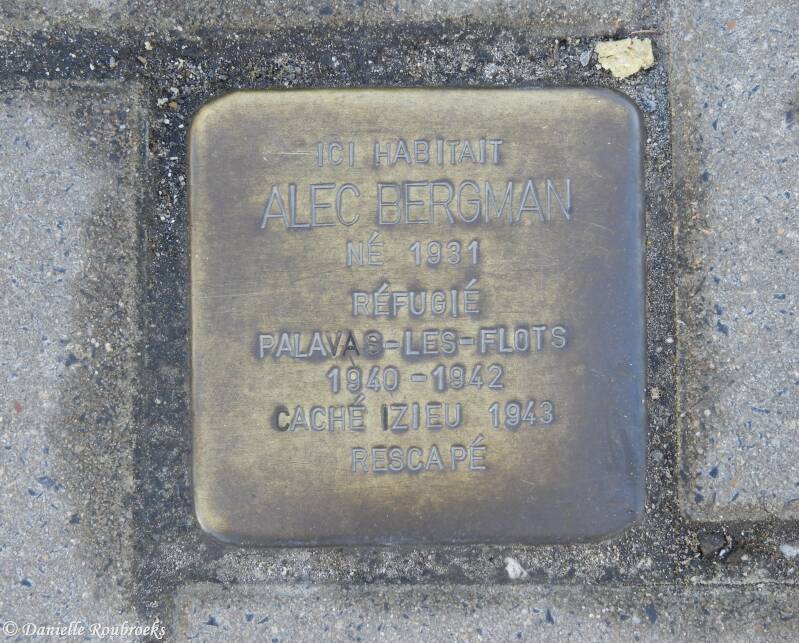 ICI HABITAIT
ALEC BERGMAN
NÉ 1931
RÉFUGIÉ
PALAVAS-LES-FLOTS
1940 - 1942
CACHÉ IZIEU 1943
RESCAPÉ
© Danielle Roubroeks